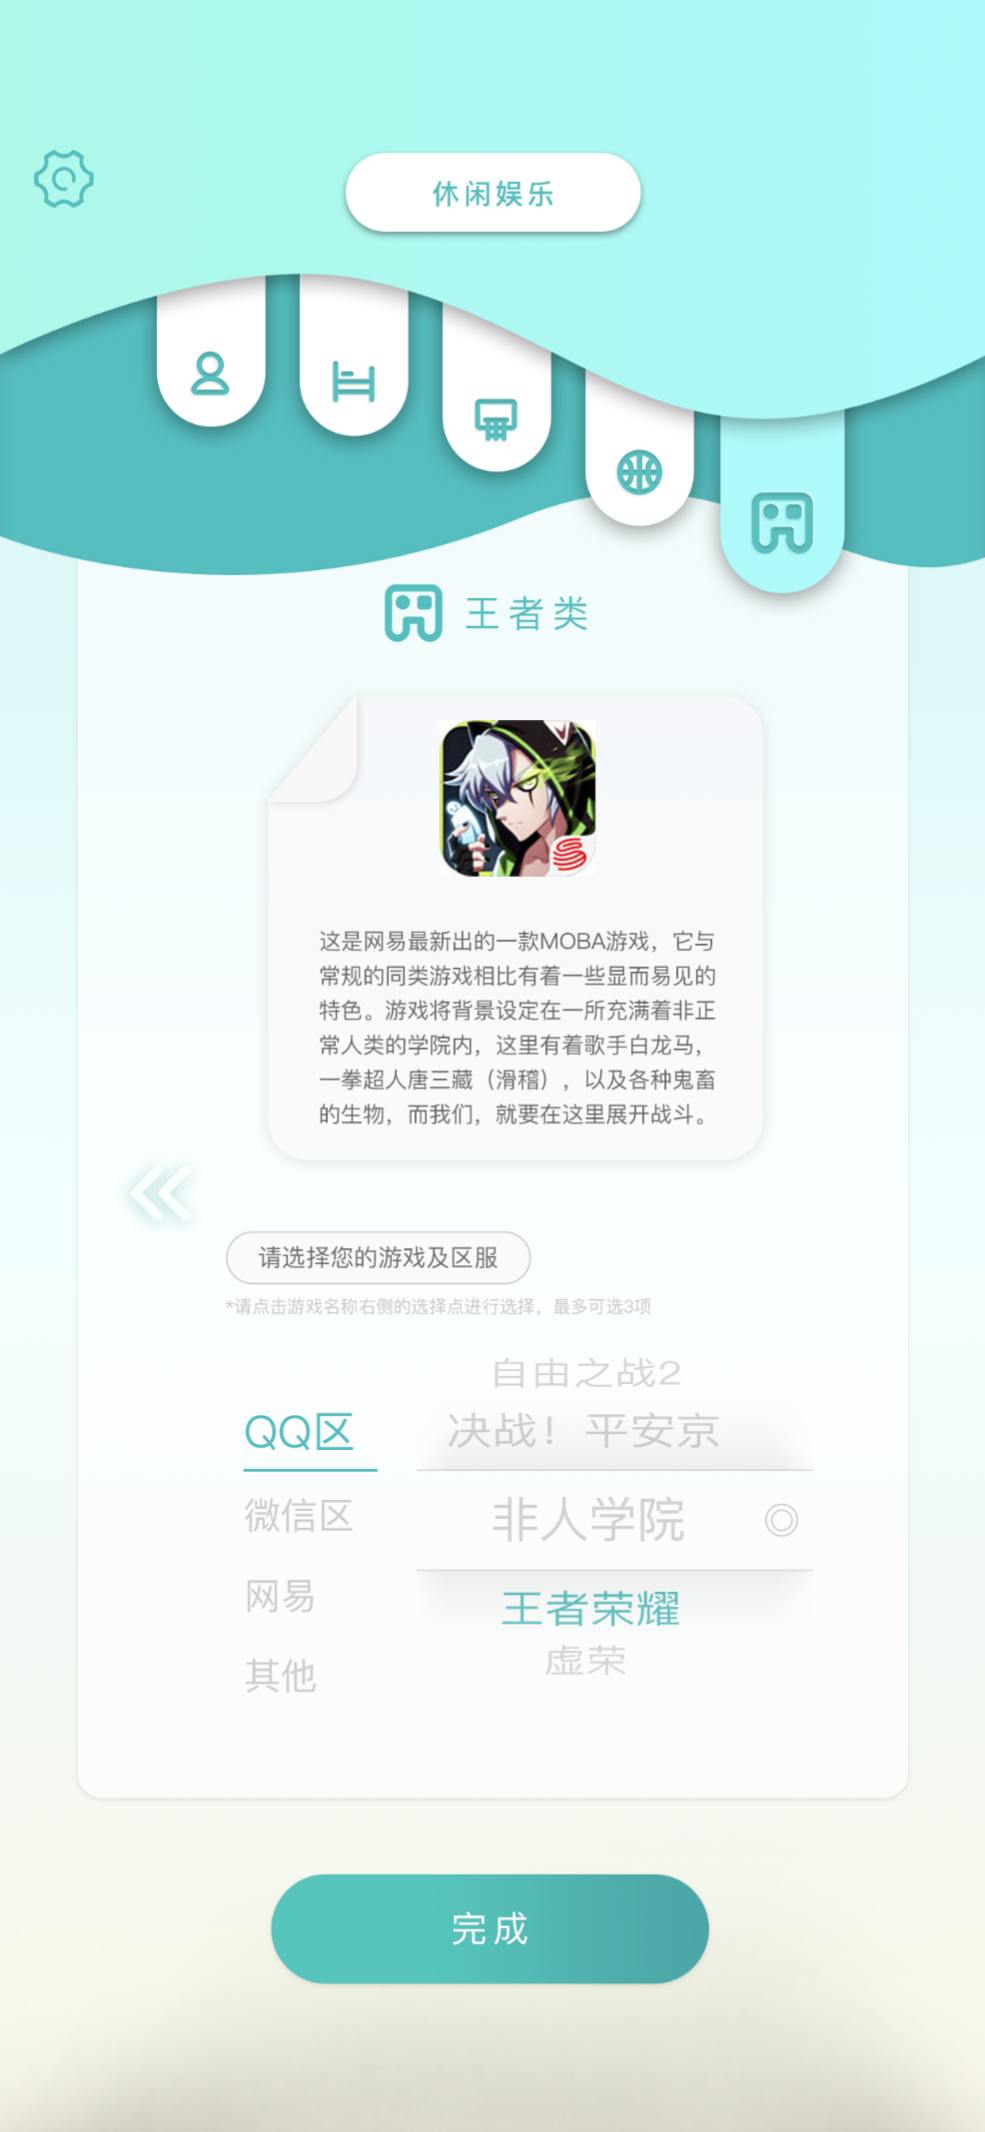 休闲娱乐
王者类
这是网易最新出的一款MOBA游戏，它与
常规的同类游戏相比有着一些显而易见的
特色。游戏将背景设定在一所充满着非正
常人类的学院内，这里有着歌手白龙马，
一拳超人唐三藏（滑稽），以及各种鬼畜
的生物，而我们，就要在这里展开战斗。
请选择您的游戏及区服
*请点击游戏名称右侧的选择点进行选择，最多可选3项
自由之战2
QQ区
决战！平安京
微信区
非人学院
网易
王者荣耀
虚荣
其他
完成